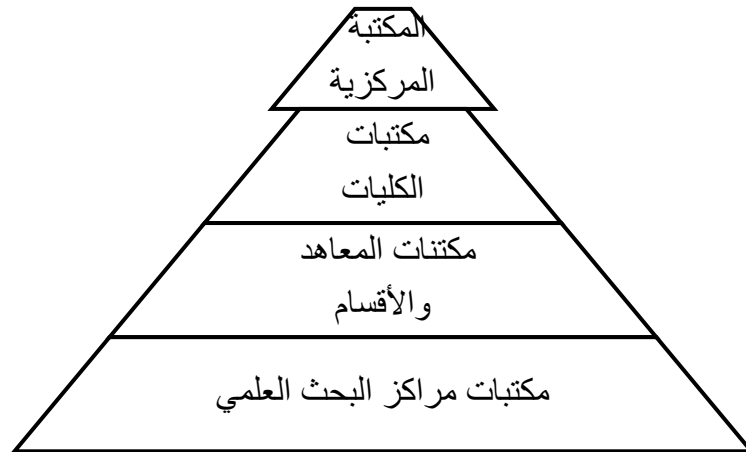 المكتبة
المركزية
مكتبات
الكليات
مكتنات المعاهد
والأقسام
مكتبات مراكز البحث العلمي